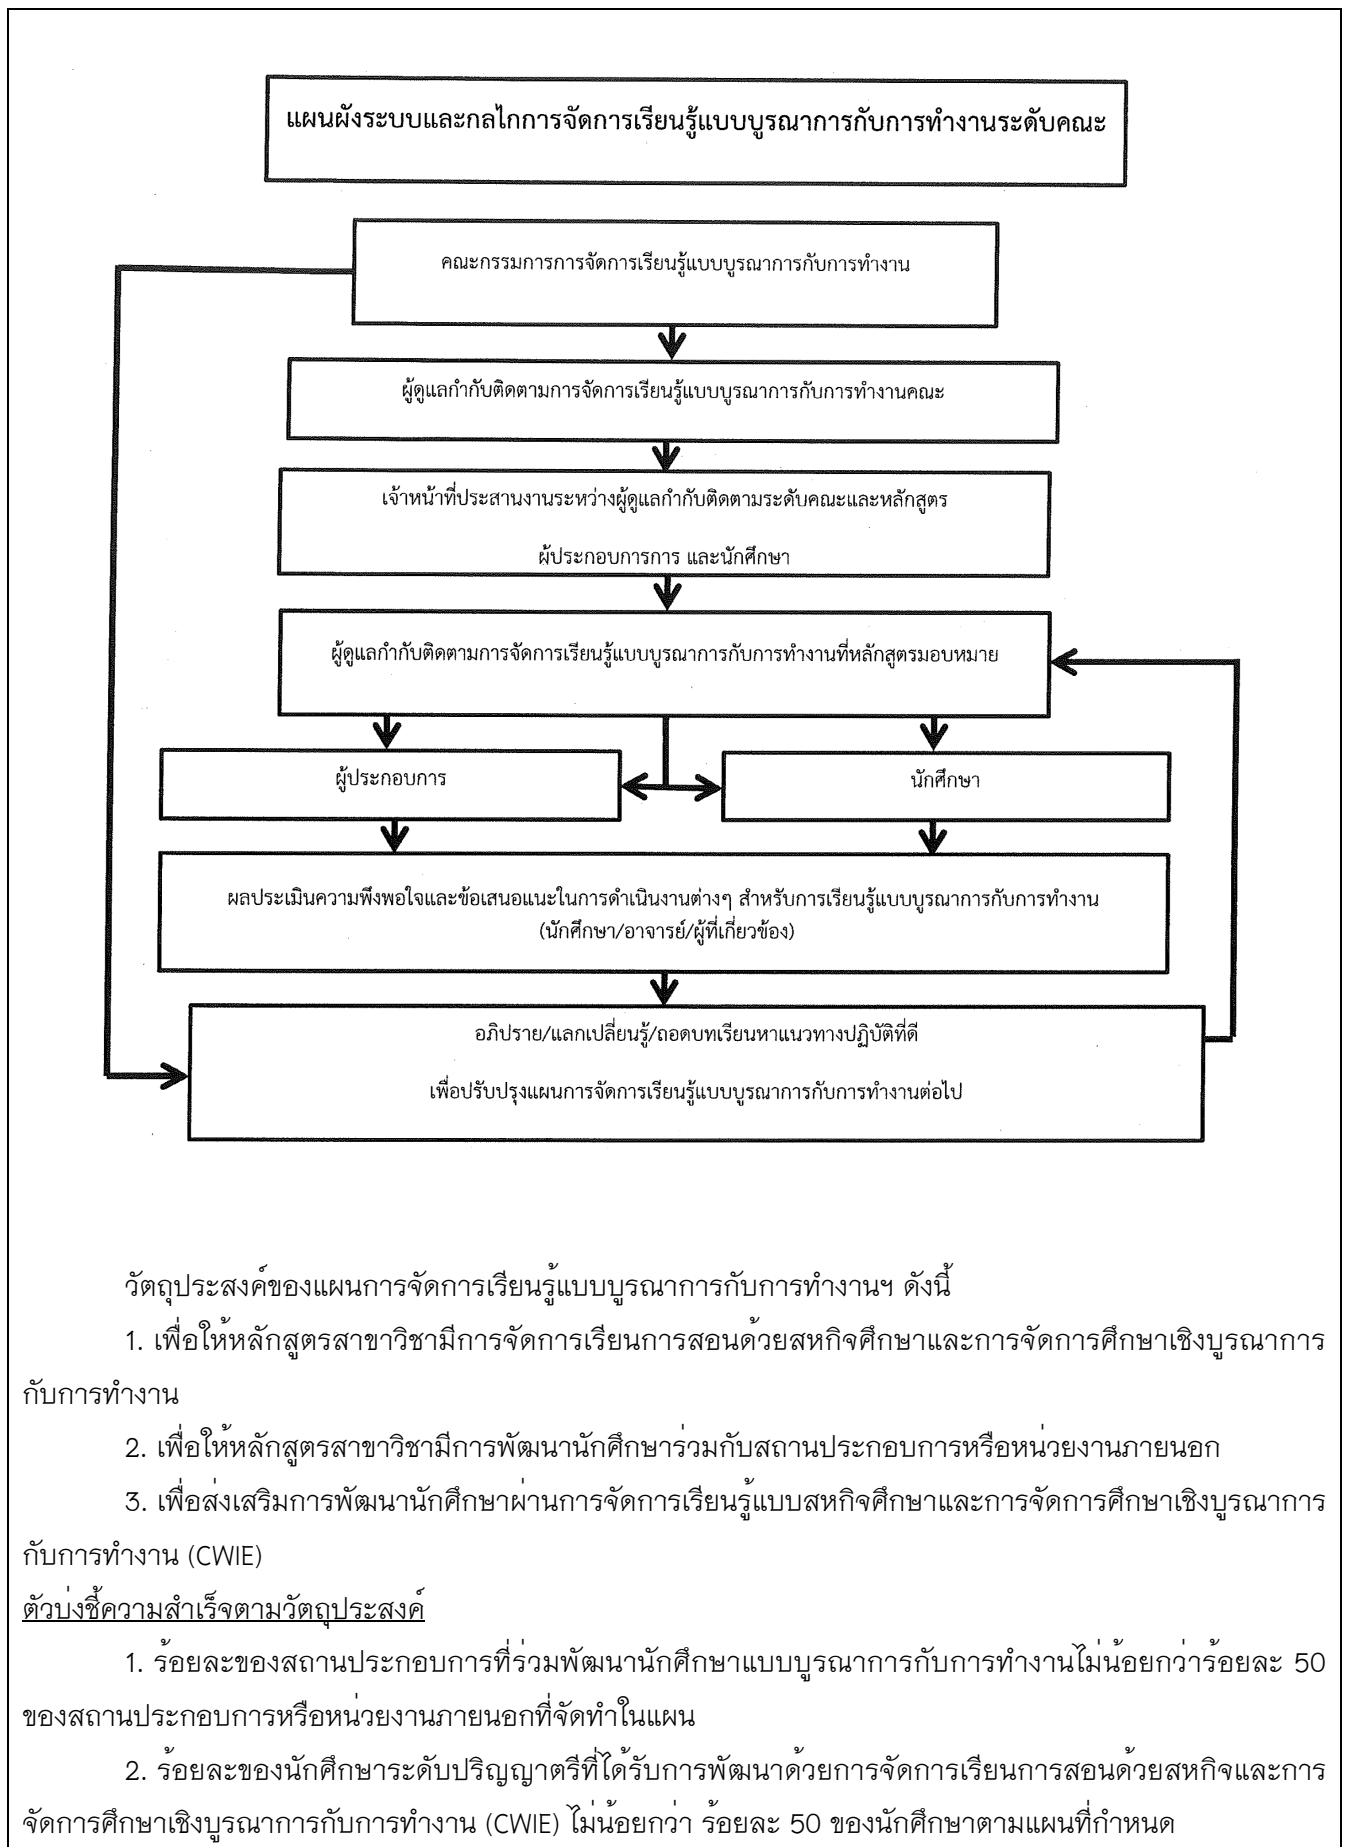 แผนผังระบบและกลไกการจัดการเรียนรู้แบบบูรณาการกับการทำงานระดับคณะ
คณะกรรมการการจัดการเรียนรู้แบบบูรณาการกับการทำงาน
ผู้ดูแลกำกับติดตามการจัดการเรียนรู้แบบบูรณาการกับการทำงานคณะ
เจ้าหน้าที่ประสานงานระหว่างผู้ดูแลกำกับติดตามระดับคณะและหลักสูตร
ผู้ประกอบการการ และนักศึกษา
ผู้ดูแลกำกับติดตามการจัดการเรียนรู้แบบบูรณาการกับการทำงานที่หลักสูตรมอบหมาย
ผู้ประกอบการ
นักศึกษา
ผลประเมินความพึงพอใจและข้อเสนอแนะในการดำเนินงานต่างๆ สำหรับการเรียนรู้แบบบูรณาการกับการทำงาน
(นักศึกษา/อาจารย์/ผู้ที่เกี่ยวข้อง)
อภิปราย/แลกเปลี่ยนรู้/ถอดบทเรียนหาแนวทางปฏิบัติที่ดี
เพื่อปรับปรุงแผนการจัดการเรียนรู้แบบบูรณาการกับการทำงานต่อไป
วัตถุประสงค์ของแผนการจัดการเรียนรู้แบบบูรณาการกับการทำงานฯ ดังนี้
1. เพื่อให้หลักสูตรสาขาวิชามีการจัดการเรียนการสอนด้วยสหกิจศึกษาและการจัดการศึกษาเชิงบูรณาการ
กับการทำงาน
2. เพื่อให้หลักสูตรสาขาวิชามีการพัฒนานักศึกษาร่วมกับสถานประกอบการหรือหน่วยงานภายนอก
3. เพื่อส่งเสริมการพัฒนานักศึกษาผ่านการจัดการเรียนรู้แบบสหกิจศึกษาและการจัดการศึกษาเชิงบูรณาการ
กับการทำงาน (CWIE)
ตัวบ่งชี้ความสำเร็จตามวัตถุประสงค์
1. ร้อยละของสถานประกอบการที่ร่วมพัฒนานักศึกษาแบบบูรณาการกับการทำงานไม่น้อยกว่าร้อยละ 50
ของสถานประกอบการหรือหน่วยงานภายนอกที่จัดทำในแผน
2. ร้อยละของนักศึกษาระดับปริญญาตรีที่ได้รับการพัฒนาด้วยการจัดการเรียนการสอนด้วยสหกิจและการ
จัดการศึกษาเชิงบูรณาการกับการทำงาน (CWIE) ไม่น้อยกว่า ร้อยละ 50 ของนักศึกษาตามแผนที่กำหนด